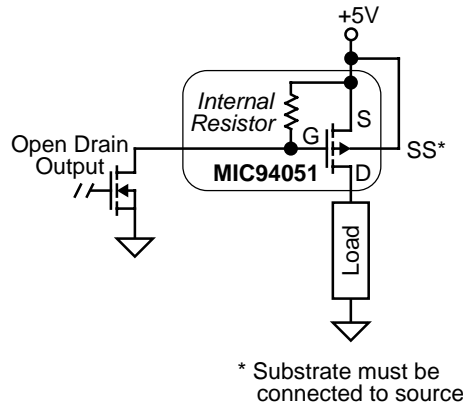 +5V
Internal
Resistor
S
G
SS*
Open Drain
Output
MIC94051
D
Load
* Substrate must be
connected to source